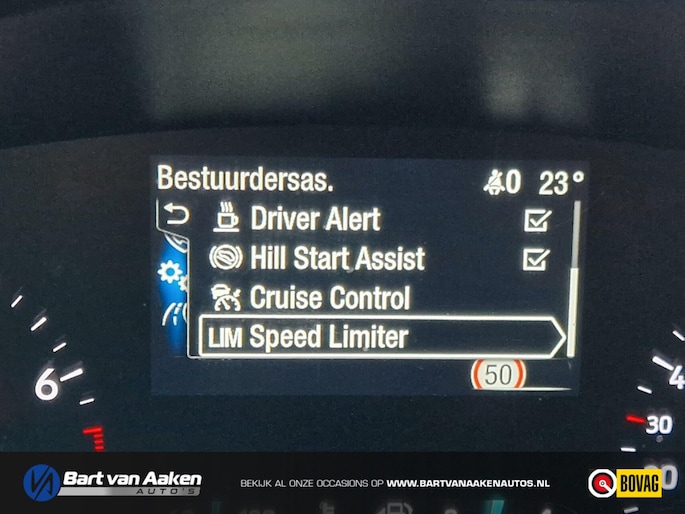 Bestuurdersas. 0 23°
Driver Alert
Hill Start Assist
Cruise Control
LIM Speed Limiter
50
6
4
30
Bart van Aaken
AUTO'S
BEKIJK AL ONZE OCCASIONS OP WWW.BARTVANAAKENAUTOS.NL
BOVAG